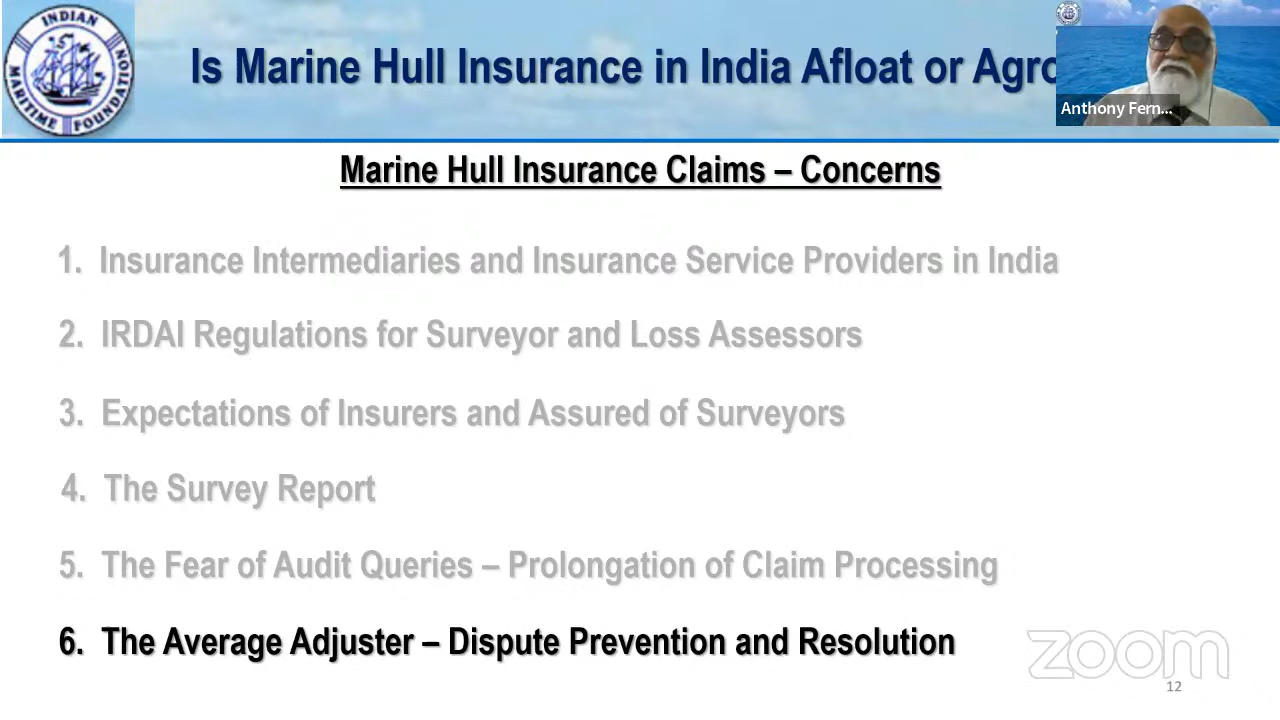 INDIAN
MARITIME FOUNDATION
Is Marine Hull Insurance in India Afloat or Agro
Anthony Fern...
Marine Hull Insurance Claims – Concerns
1. Insurance Intermediaries and Insurance Service Providers in India
2. IRDAI Regulations for Surveyor and Loss Assessors
3. Expectations of Insurers and Assured of Surveyors
4. The Survey Report
5. The Fear of Audit Queries – Prolongation of Claim Processing
6. The Average Adjuster – Dispute Prevention and Resolution
zoom
12